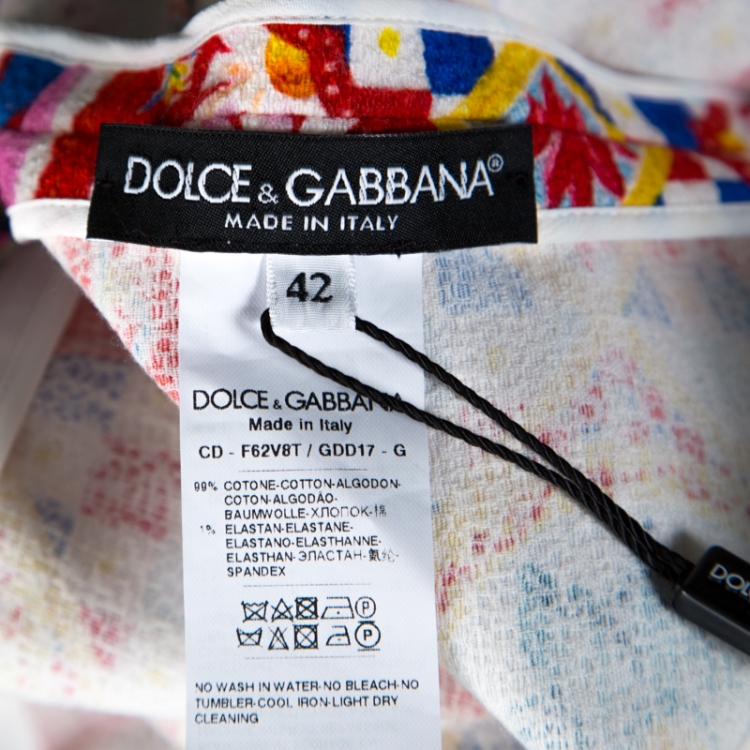 DOLCE & GABBANA®
MADE IN ITALY
42
DOLCE & GABBANA
Made in Italy
CD - F62V8T / GDD17 - G
99% COTONE-COTTON-ALGODON-
COTON-ALGODÃO-
BAUMWOLLE-ХЛОПОК-棉
1% ELASTAN-ELASTANE-
ELASTANO-ELASTHANNE-
ELASTHAN-ЭЛАСТАН-氨纶-
SPANDEX
P
P
NO WASH IN WATER-NO BLEACH-NO
TUMBLER-COOL IRON-LIGHT DRY
CLEANING